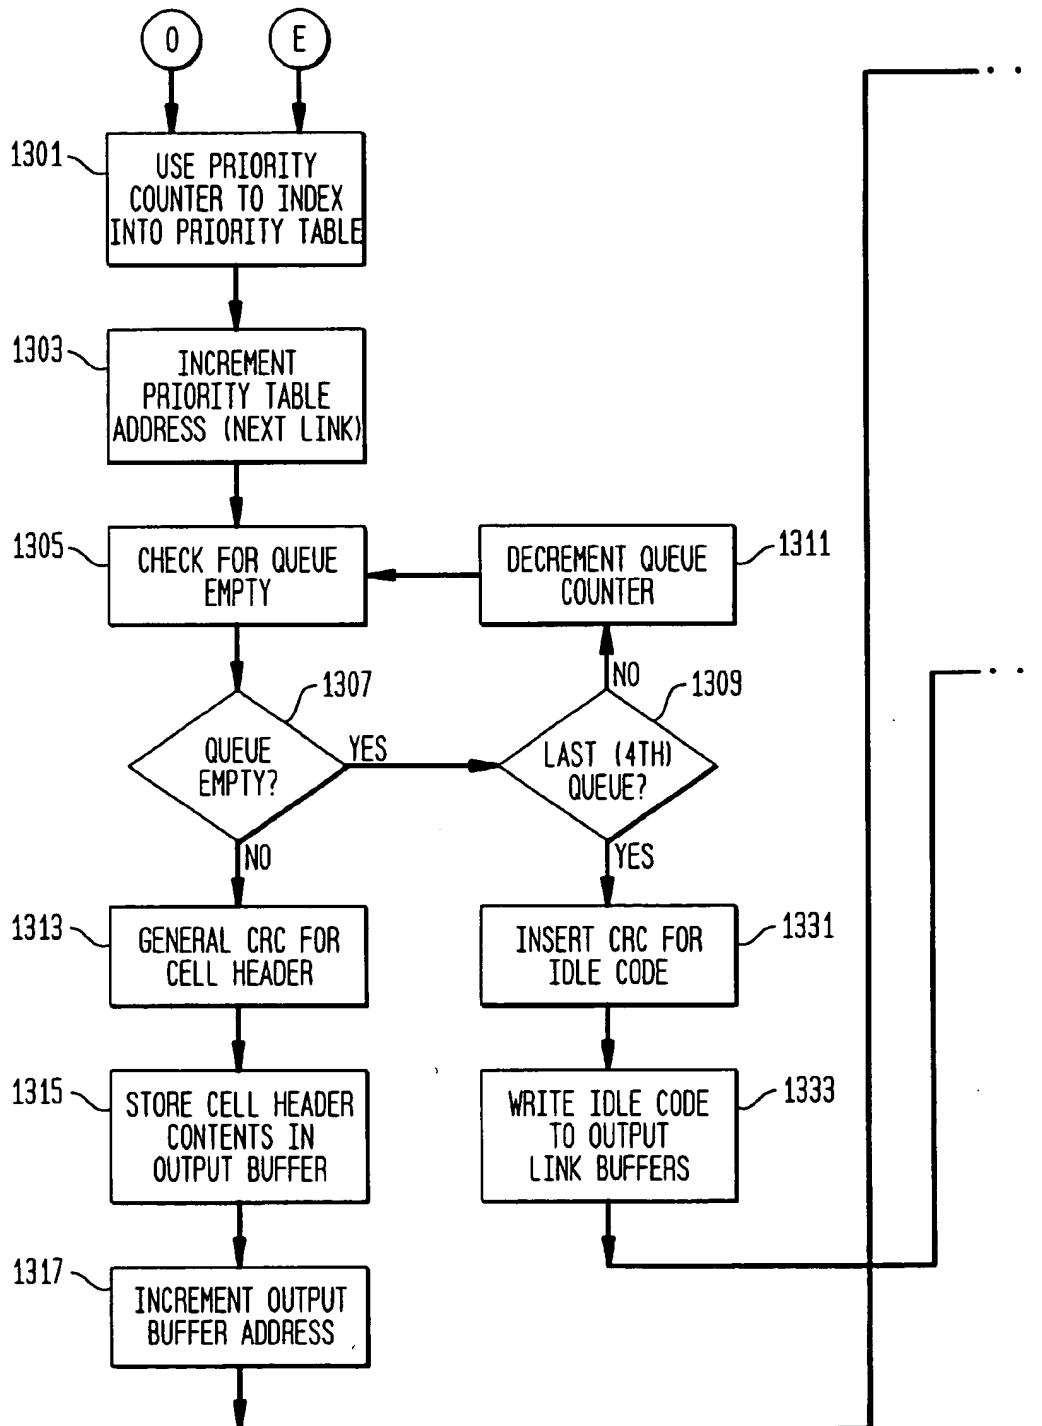 O
E
1301
USE PRIORITY
COUNTER TO INDEX
INTO PRIORITY TABLE
1303
INCREMENT
PRIORITY TABLE
ADDRESS (NEXT LINK)
1305
CHECK FOR QUEUE
EMPTY
DECREMENT QUEUE
COUNTER
1311
1307
QUEUE
EMPTY?
YES
NO
NO
1309
LAST (4TH)
QUEUE?
YES
1313
GENERAL CRC FOR
CELL HEADER
INSERT CRC FOR
IDLE CODE
1331
1315
STORE CELL HEADER
CONTENTS IN
OUTPUT BUFFER
WRITE IDLE CODE
TO OUTPUT
LINK BUFFERS
1333
1317
INCREMENT OUTPUT
BUFFER ADDRESS